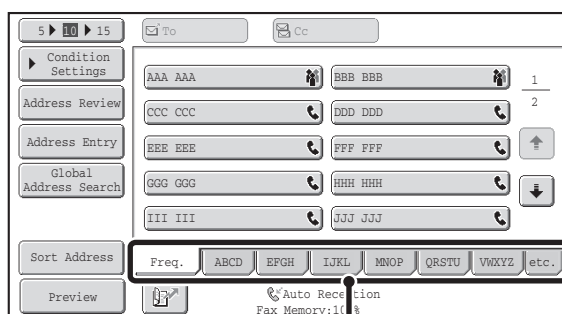 5 10 15
To
Cc
Condition
Settings
Address Review
Address Entry
Global
Address Search
Sort Address
Preview
AAA AAA
BBB BBB
CCC CCC
DDD DDD
EEE EEE
FFF FFF
GGG GGG
HHH HHH
III III
JJJ JJJ
1
2
Freq.
ABCD
EFGH
IJKL
MNOP
QRSTU
VWXYZ
etc.
Auto
Fax Memory: